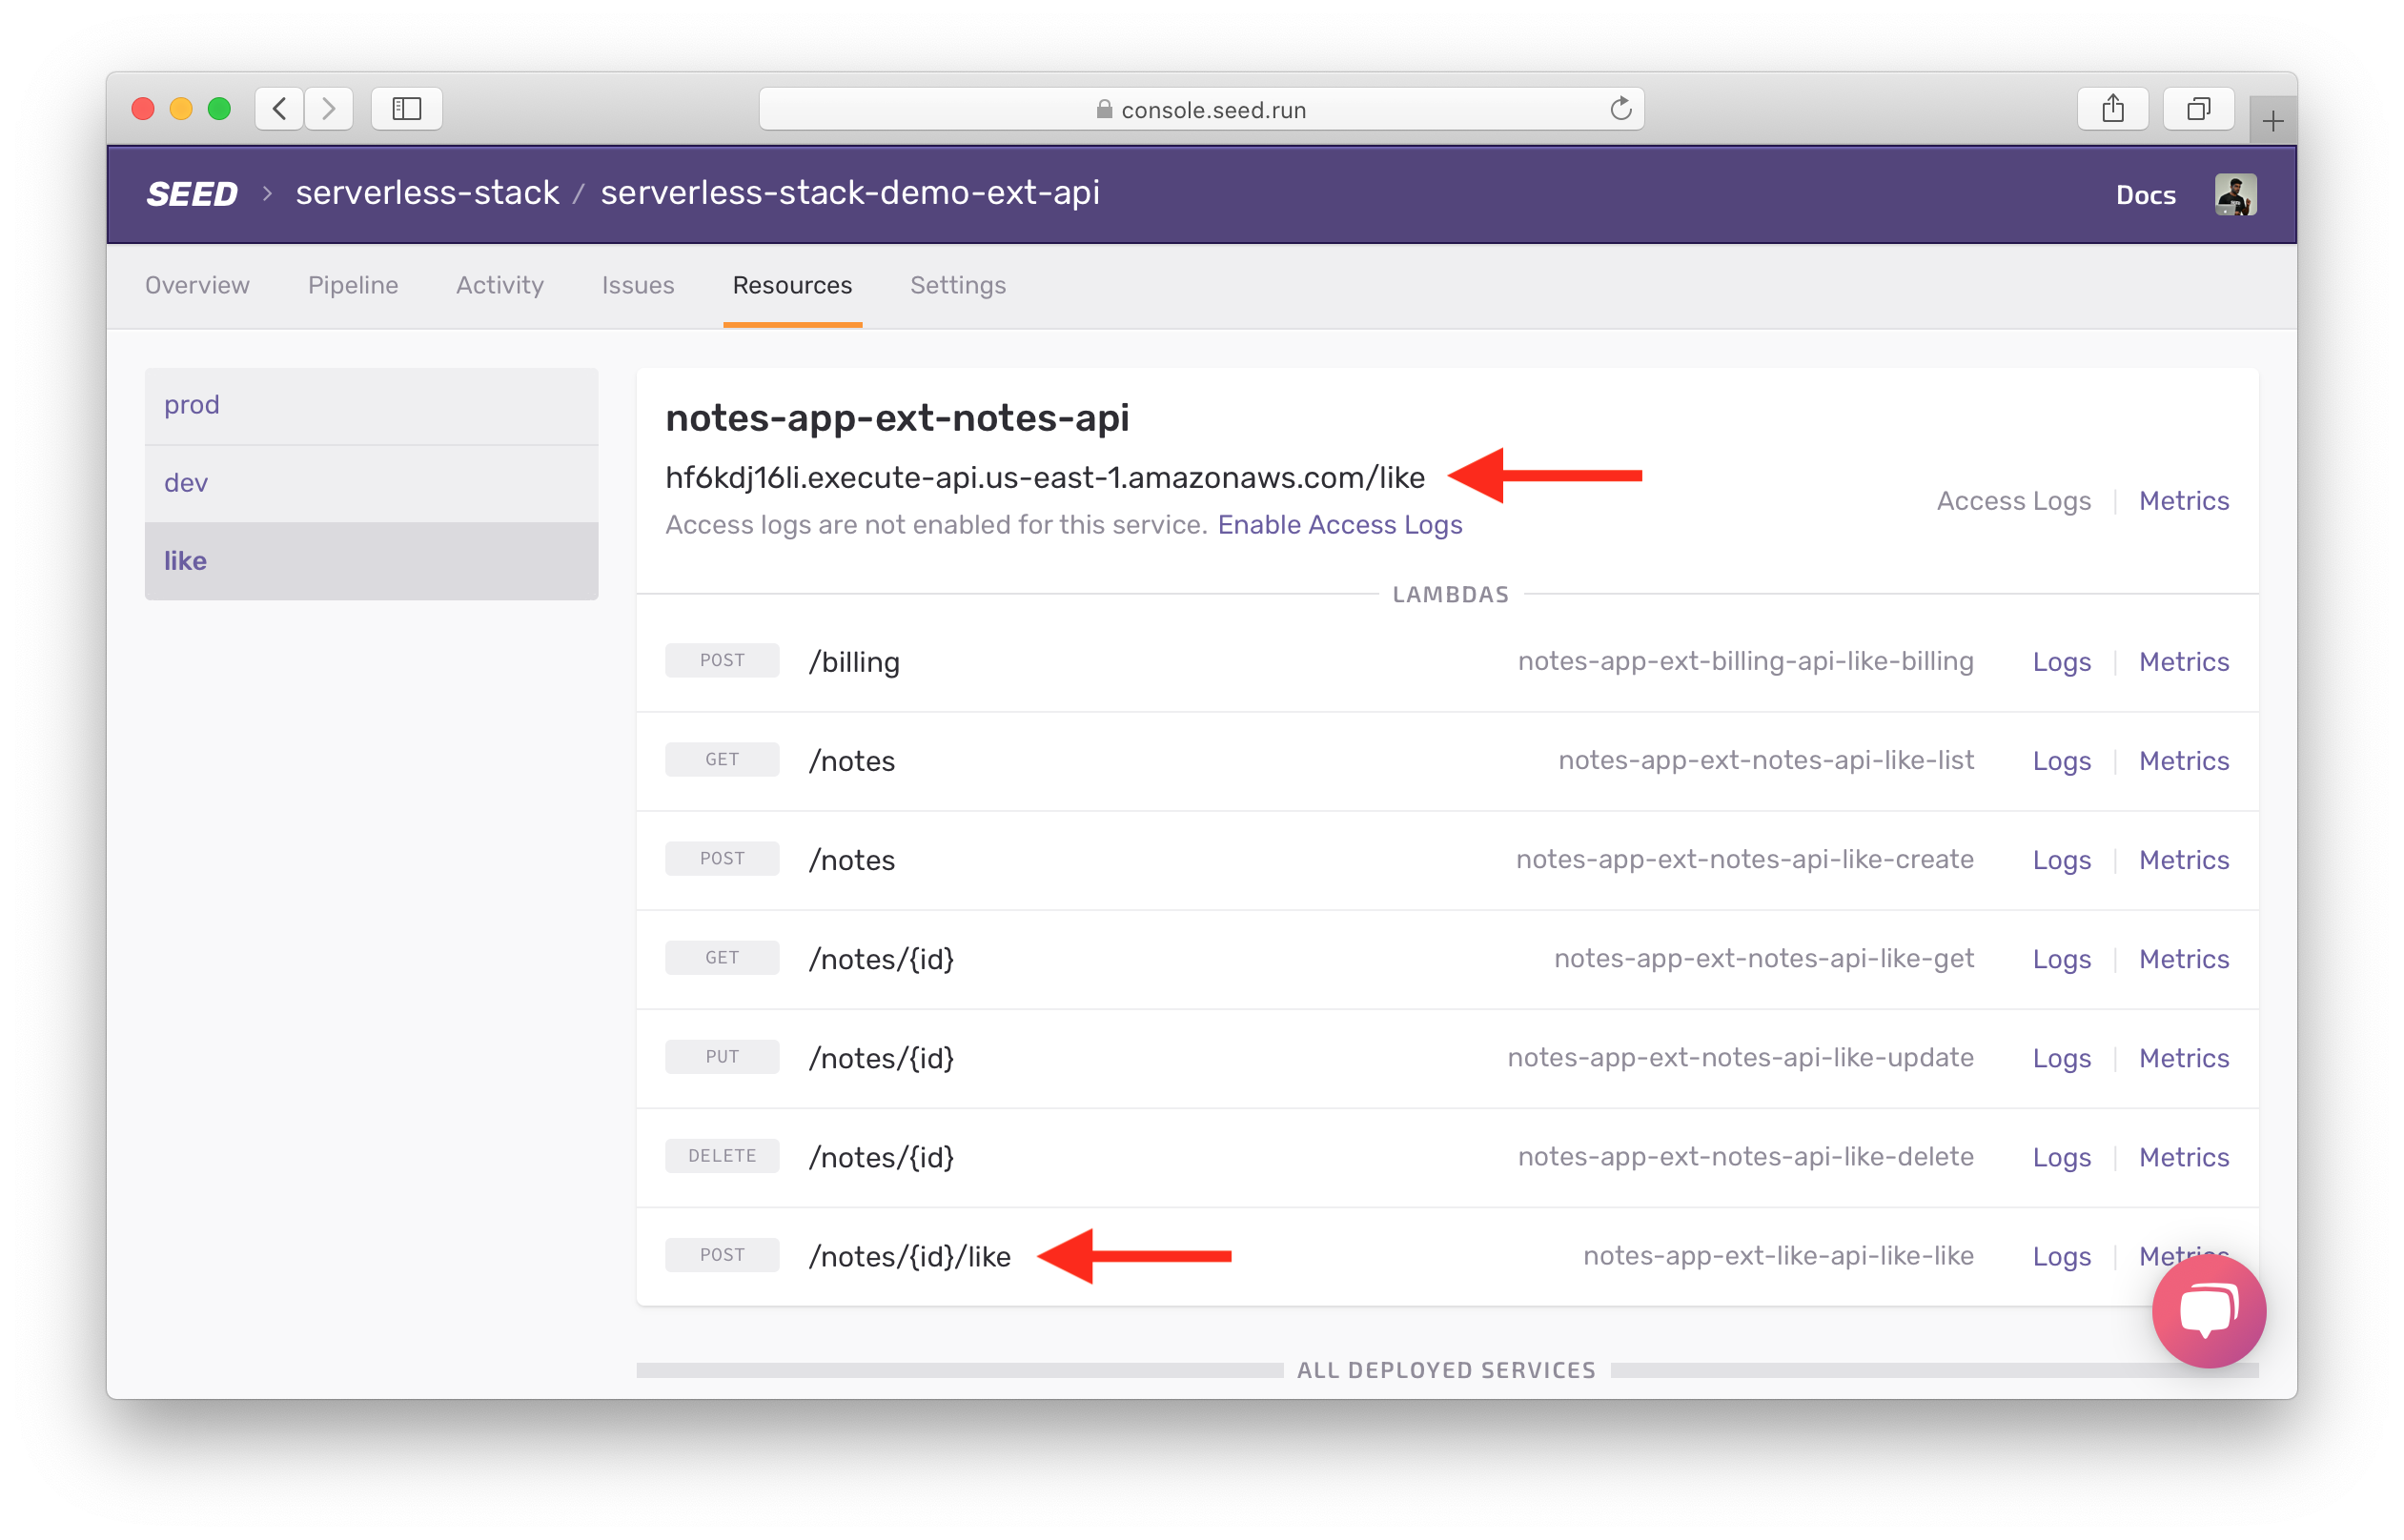 console.seed.run
SEED > serverless-stack / serverless-stack-demo-ext-api
Docs
Overview Pipeline Activity Issues Resources Settings
prod
dev
like
notes-app-ext-notes-api
hf6kdj16li.execute-api.us-east-1.amazonaws.com/like
Access logs are not enabled for this service. Enable Access Logs
Access Logs | Metrics
LAMBDAS
POST /billing notes-app-ext-billing-api-like-billing Logs | Metrics
GET /notes notes-app-ext-notes-api-like-list Logs | Metrics
POST /notes notes-app-ext-notes-api-like-create Logs | Metrics
GET /notes/{id} notes-app-ext-notes-api-like-get Logs | Metrics
PUT /notes/{id} notes-app-ext-notes-api-like-update Logs | Metrics
DELETE /notes/{id} notes-app-ext-notes-api-like-delete Logs | Metrics
POST /notes/{id}/like notes-app-ext-like-api-like-like Logs | Metrics
ALL DEPLOYED SERVICES